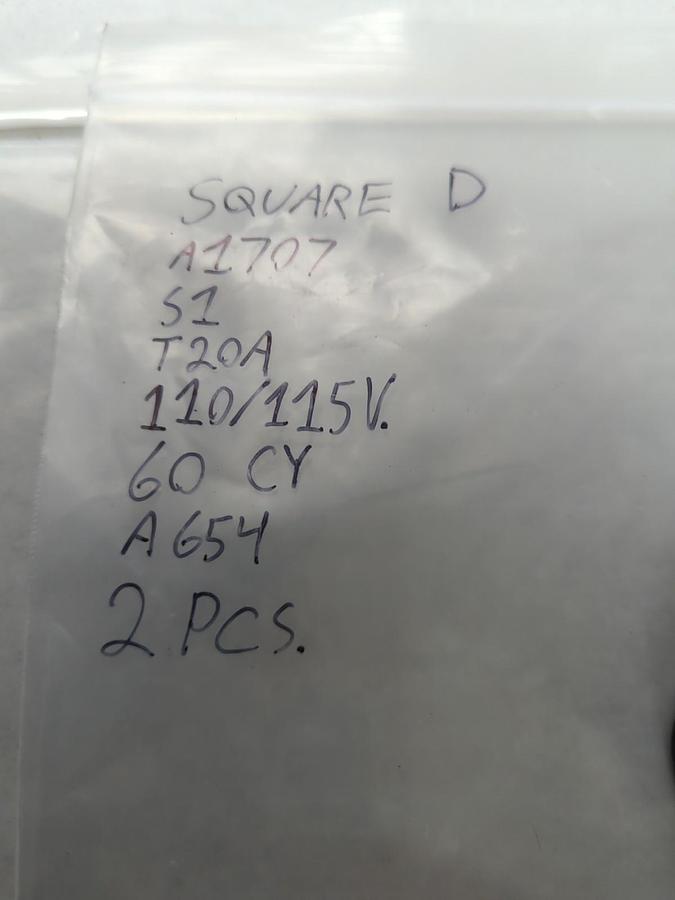 SQUARE D
A1707
S1
T20A
110/115V.
60 CY
A654
2 PCS.